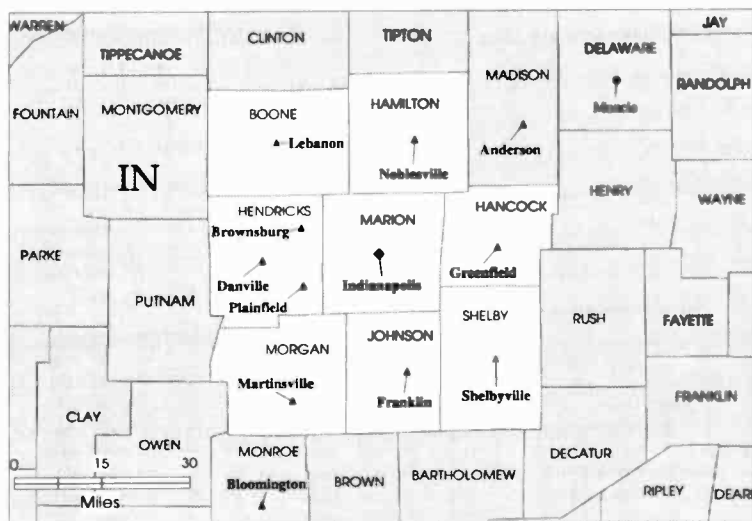 WARREN
TIPPECANOE
CLINTON
TIPTON
DELAWARE
JAY
MADISON
RANDOLPH
Muncie
FOUNTAIN
MONTGOMERY
BOONE
HAMILTON
Lebanon
Anderson
Noblesville
IN
HENRY
WAYNE
HENDRICKS
MARION
HANCOCK
Brownsburg
PARKE
Danville
Indianapolis
Greenfield
PUTNAM
Plainfield
SHELBY
RUSH
FAYETTE
MORGAN
JOHNSON
Martinsville
Franklin
Shelbyville
FRANKLIN
CLAY
OWEN
MONROE
DECATUR
0 15 30
Miles
Bloomington
BROWN
BARTHOLOMEW
RIPLEY
DEARB